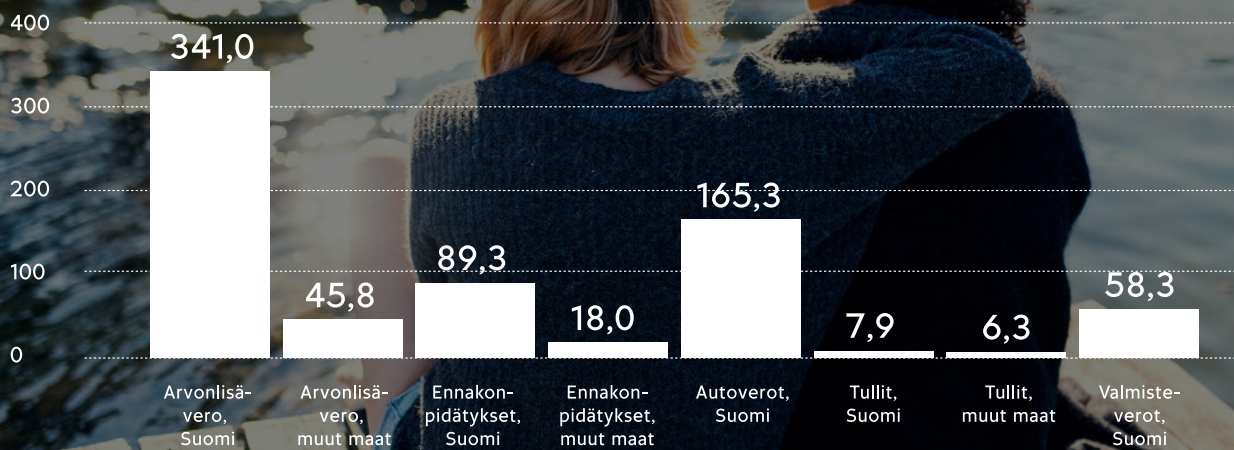 400
341,0
300
200
165,3
89,3
100
45,8
58,3
18,0
7,9
6,3
0
Arvonlisä-
vero,
Suomi
Arvonlisä-
vero,
muut maat
Ennakon-
pidätykset,
Suomi
Ennakon-
pidätykset,
muut maat
Autoverot,
Suomi
Tullit,
Suomi
Tullit,
muut maat
Valmiste-
verot,
Suomi